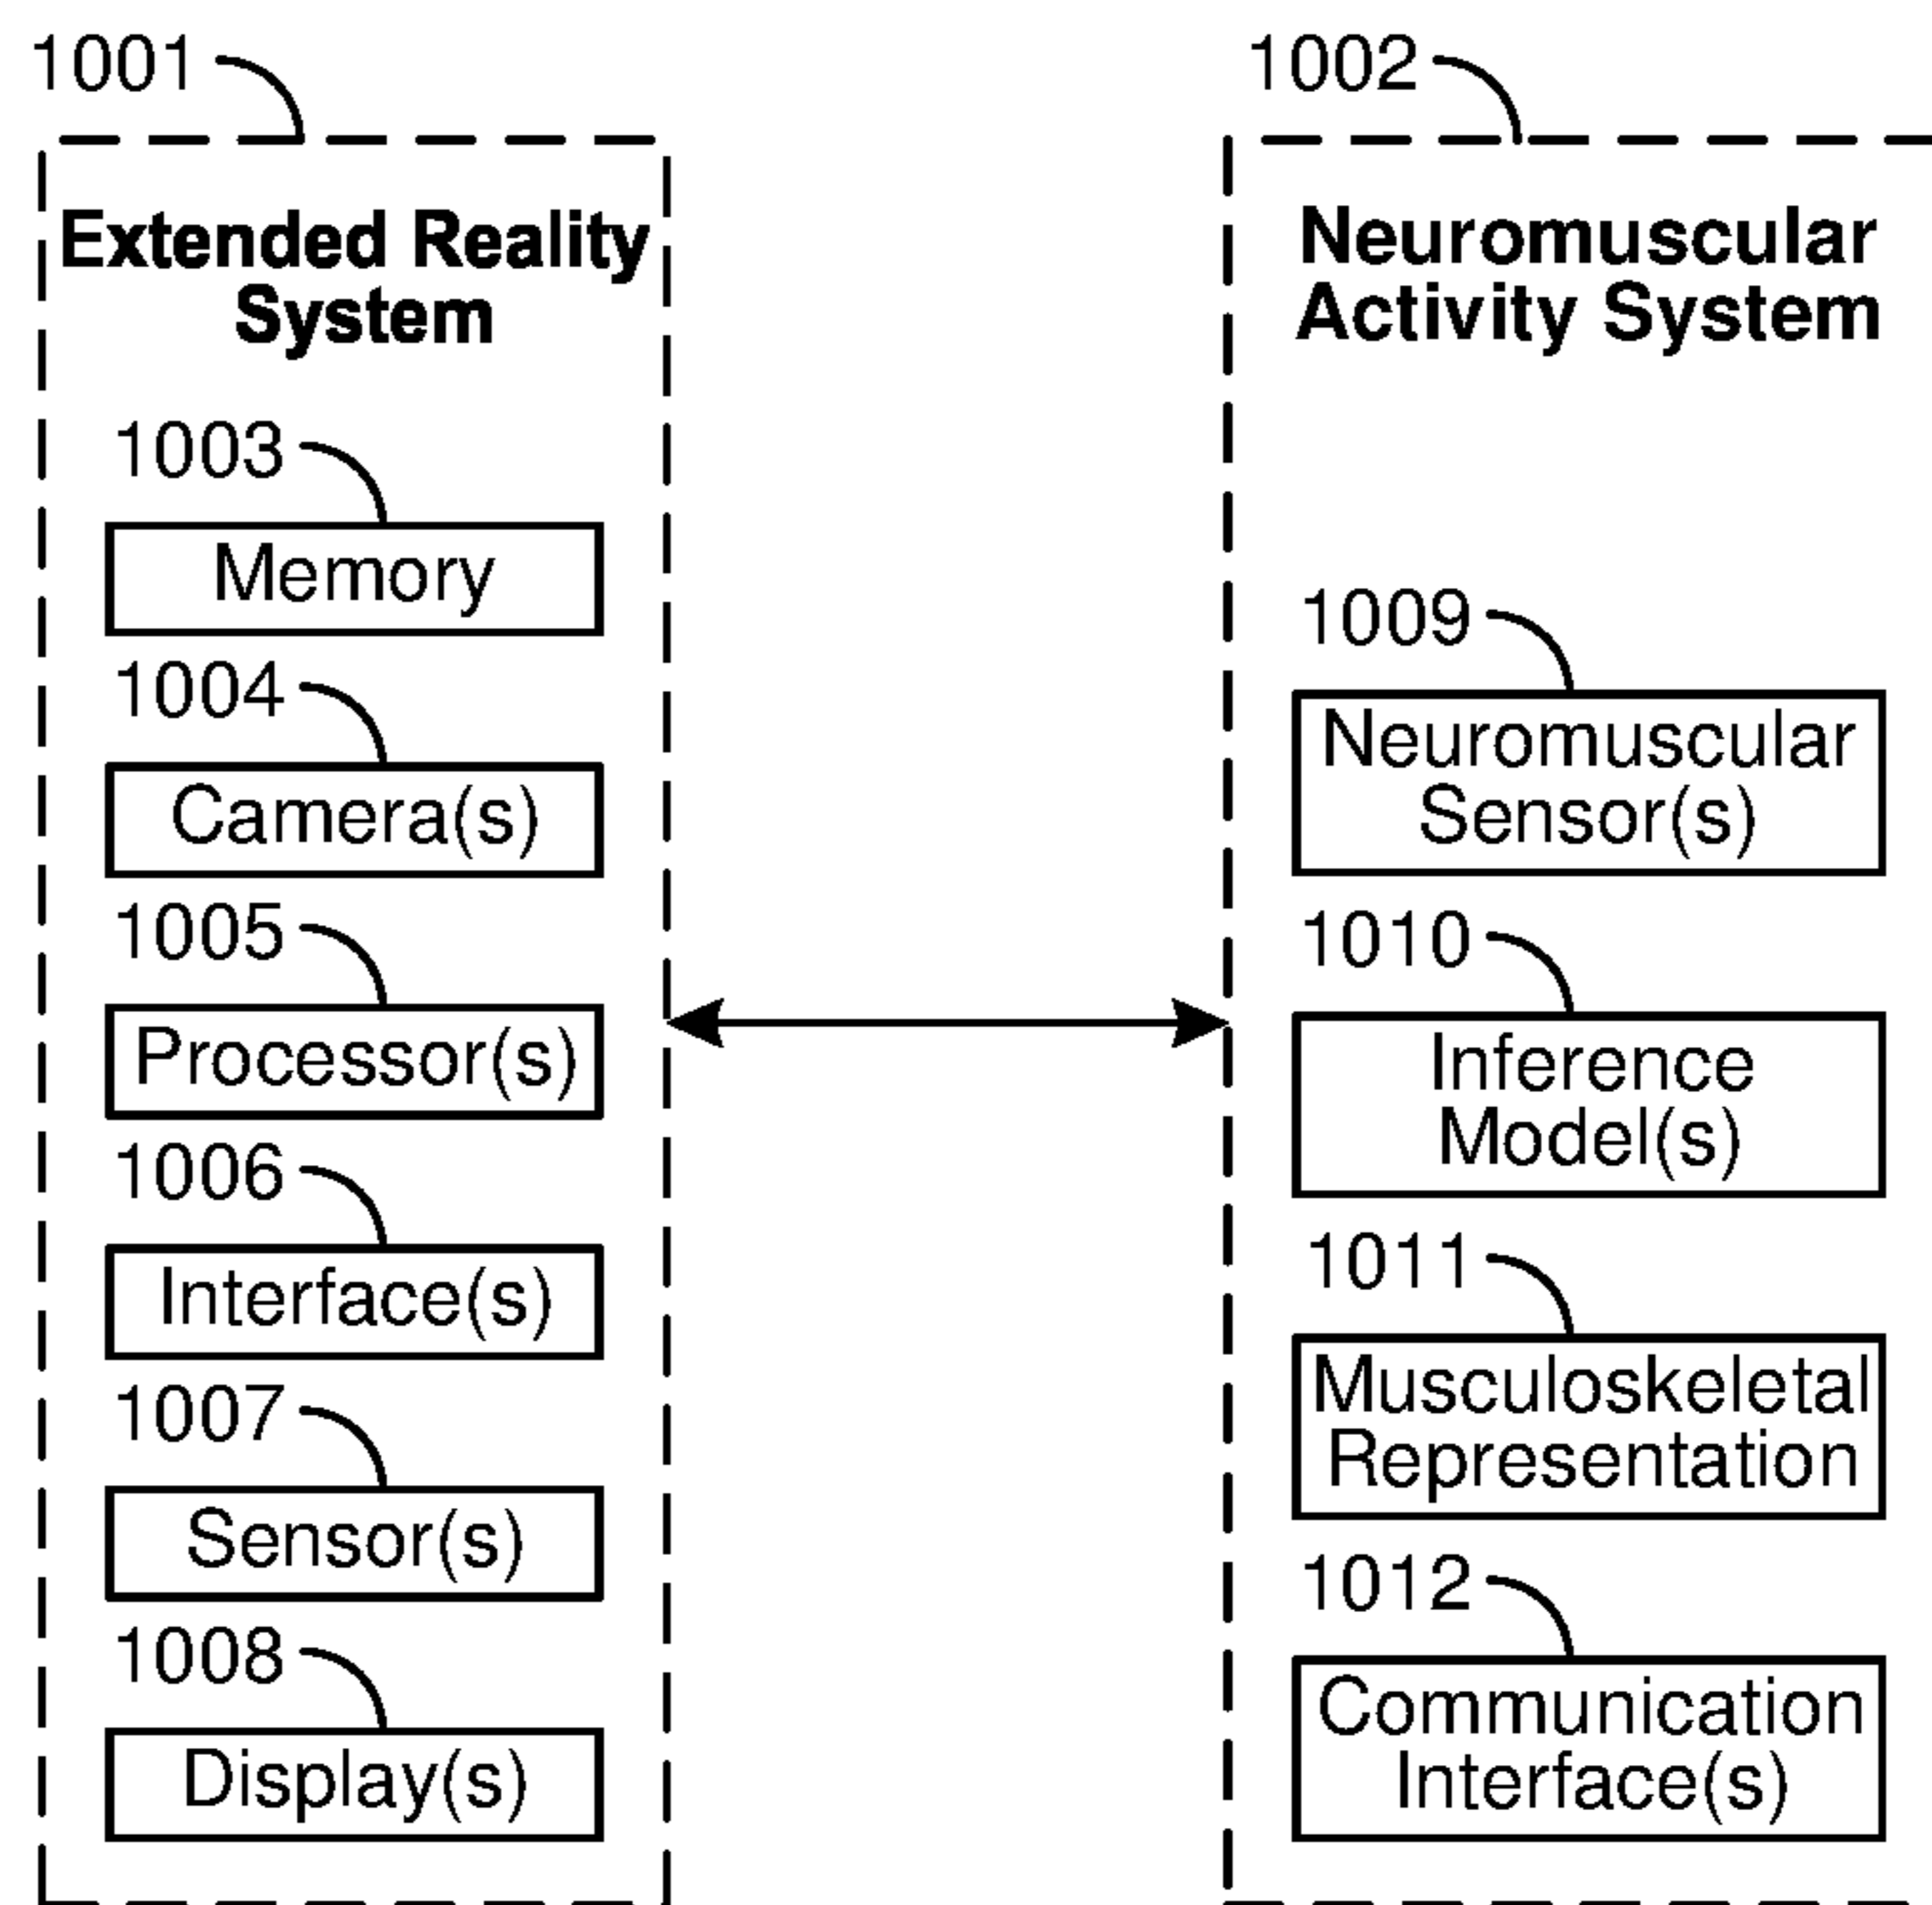 1001
Extended Reality
System
1003
Memory
1004
Camera(s)
1005
Processor(s)
1006
Interface(s)
1007
Sensor(s)
1008
Display(s)
1002
Neuromuscular
Activity System
1009
Neuromuscular
Sensor(s)
1010
Inference
Model(s)
1011
Musculoskeletal
Representation
1012
Communication
Interface(s)